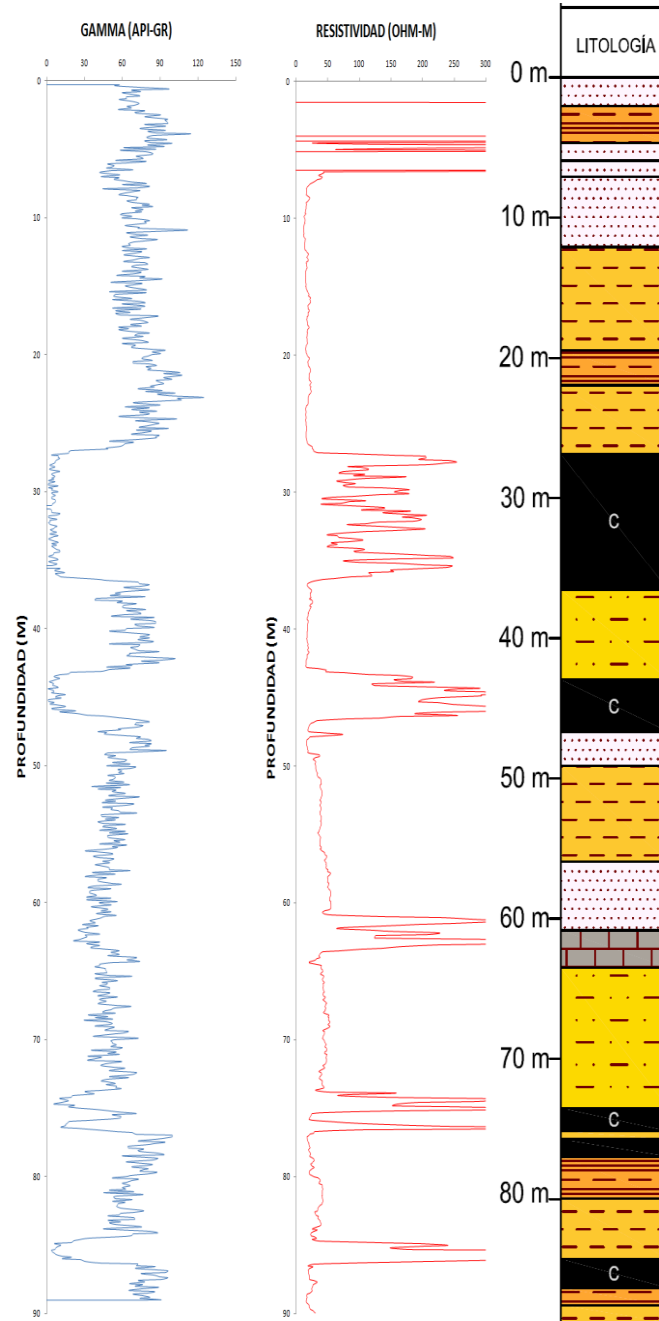 GAMMA (API-GR)
0 30 60 90 120 150
PROFUNDIDAD (M)
0
10
20
30
40
50
60
70
80
90
RESISTIVIDAD (OHM-M)
0 50 100 150 200 250 300
PROFUNDIDAD (M)
0
10
20
30
40
50
60
70
80
90
LITOLOGÍA
0 m
10 m
20 m
30 m
C
40 m
C
50 m
60 m
70 m
C
80 m
C